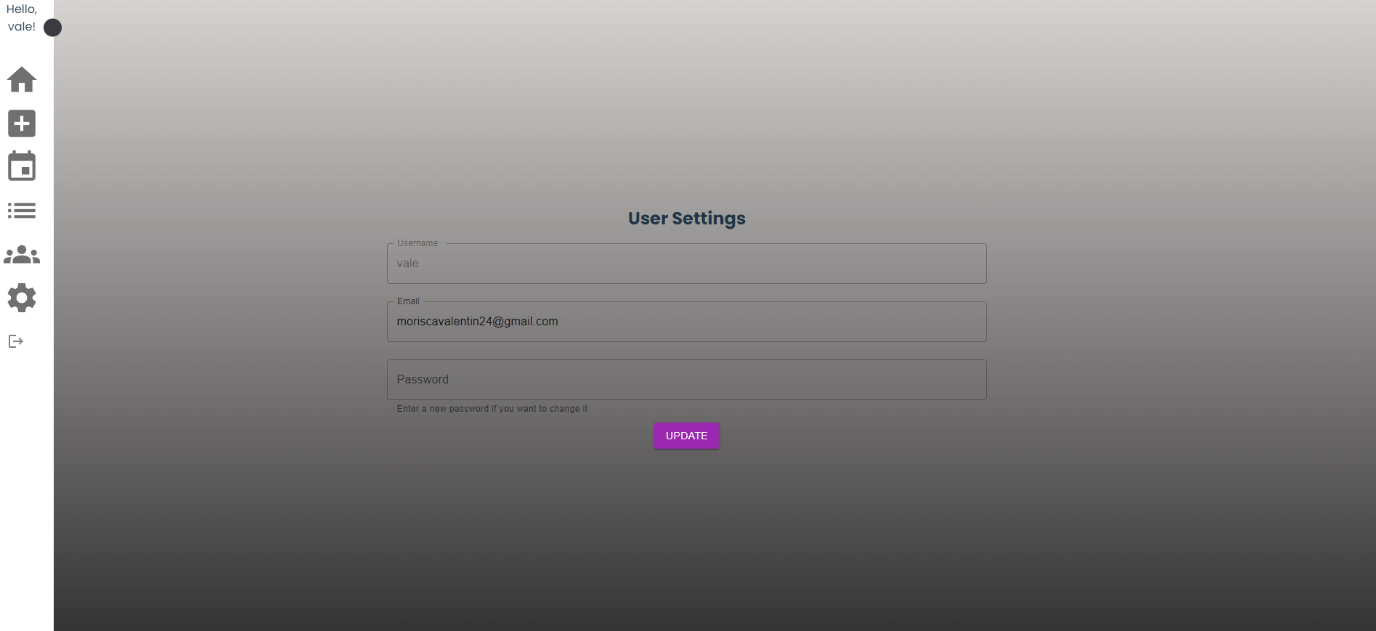 Hello,
vale!
User Settings
Username
vale
Email
moriscavalentin24@gmail.com
Password
Enter a new password if you want to change it
UPDATE